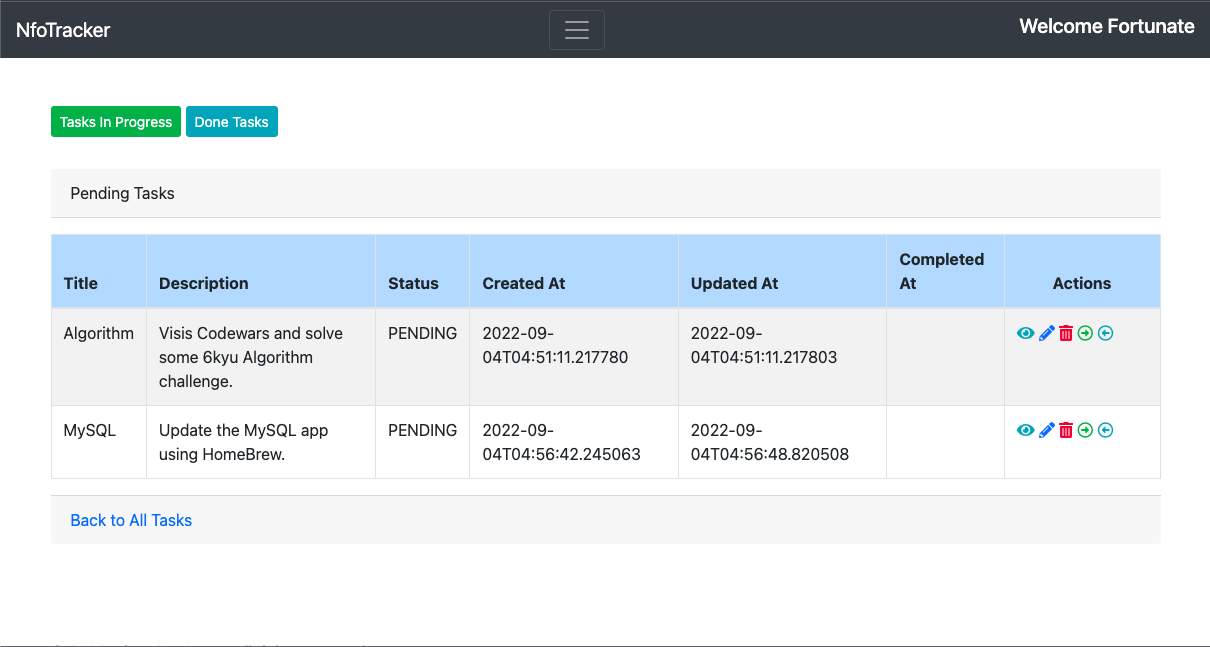 NfoTracker
Welcome Fortunate
Tasks In Progress
Done Tasks
Pending Tasks
Title
Description
Status
Created At
Updated At
Completed
At
Actions
Algorithm
Visis Codewars and solve
some 6kyu Algorithm
challenge.
PENDING
2022-09-
04T04:51:11.217780
2022-09-
04T04:51:11.217803
MySQL
Update the MySQL app
using HomeBrew.
PENDING
2022-09-
04T04:56:42.245063
2022-09-
04T04:56:48.820508
Back to All Tasks